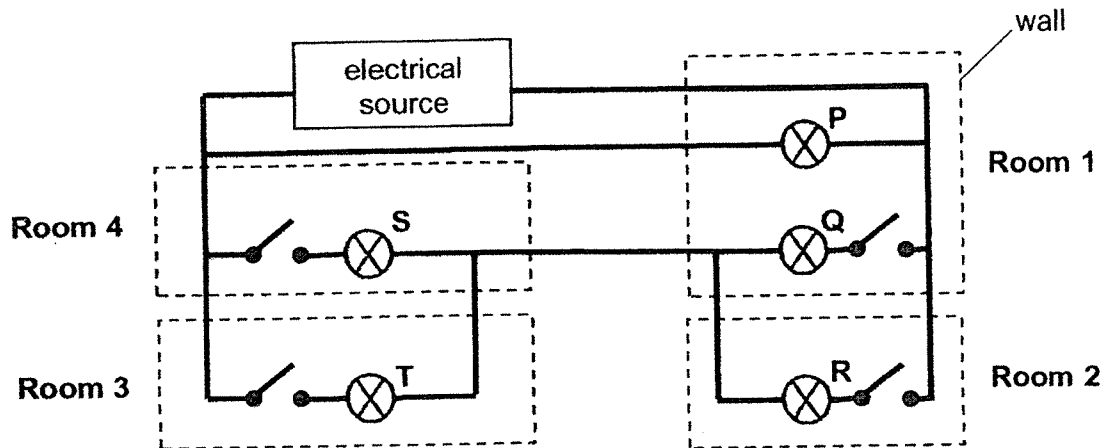 wall
electrical
source
P
Room 1
Room 4
S
Q
Room 3
T
R
Room 2